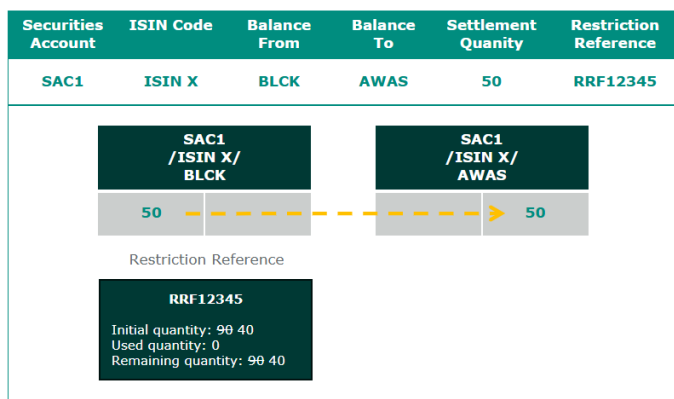 Securities Account ISIN Code Balance From Balance To Settlement Quanity Restriction Reference
SAC1 ISIN X BLCK AWAS 50 RRF12345
SAC1
/ISIN X/
BLCK
SAC1
/ISIN X/
AWAS
50 50
Restriction Reference
RRF12345
Initial quantity: 90 40
Used quantity: 0
Remaining quantity: 90 40